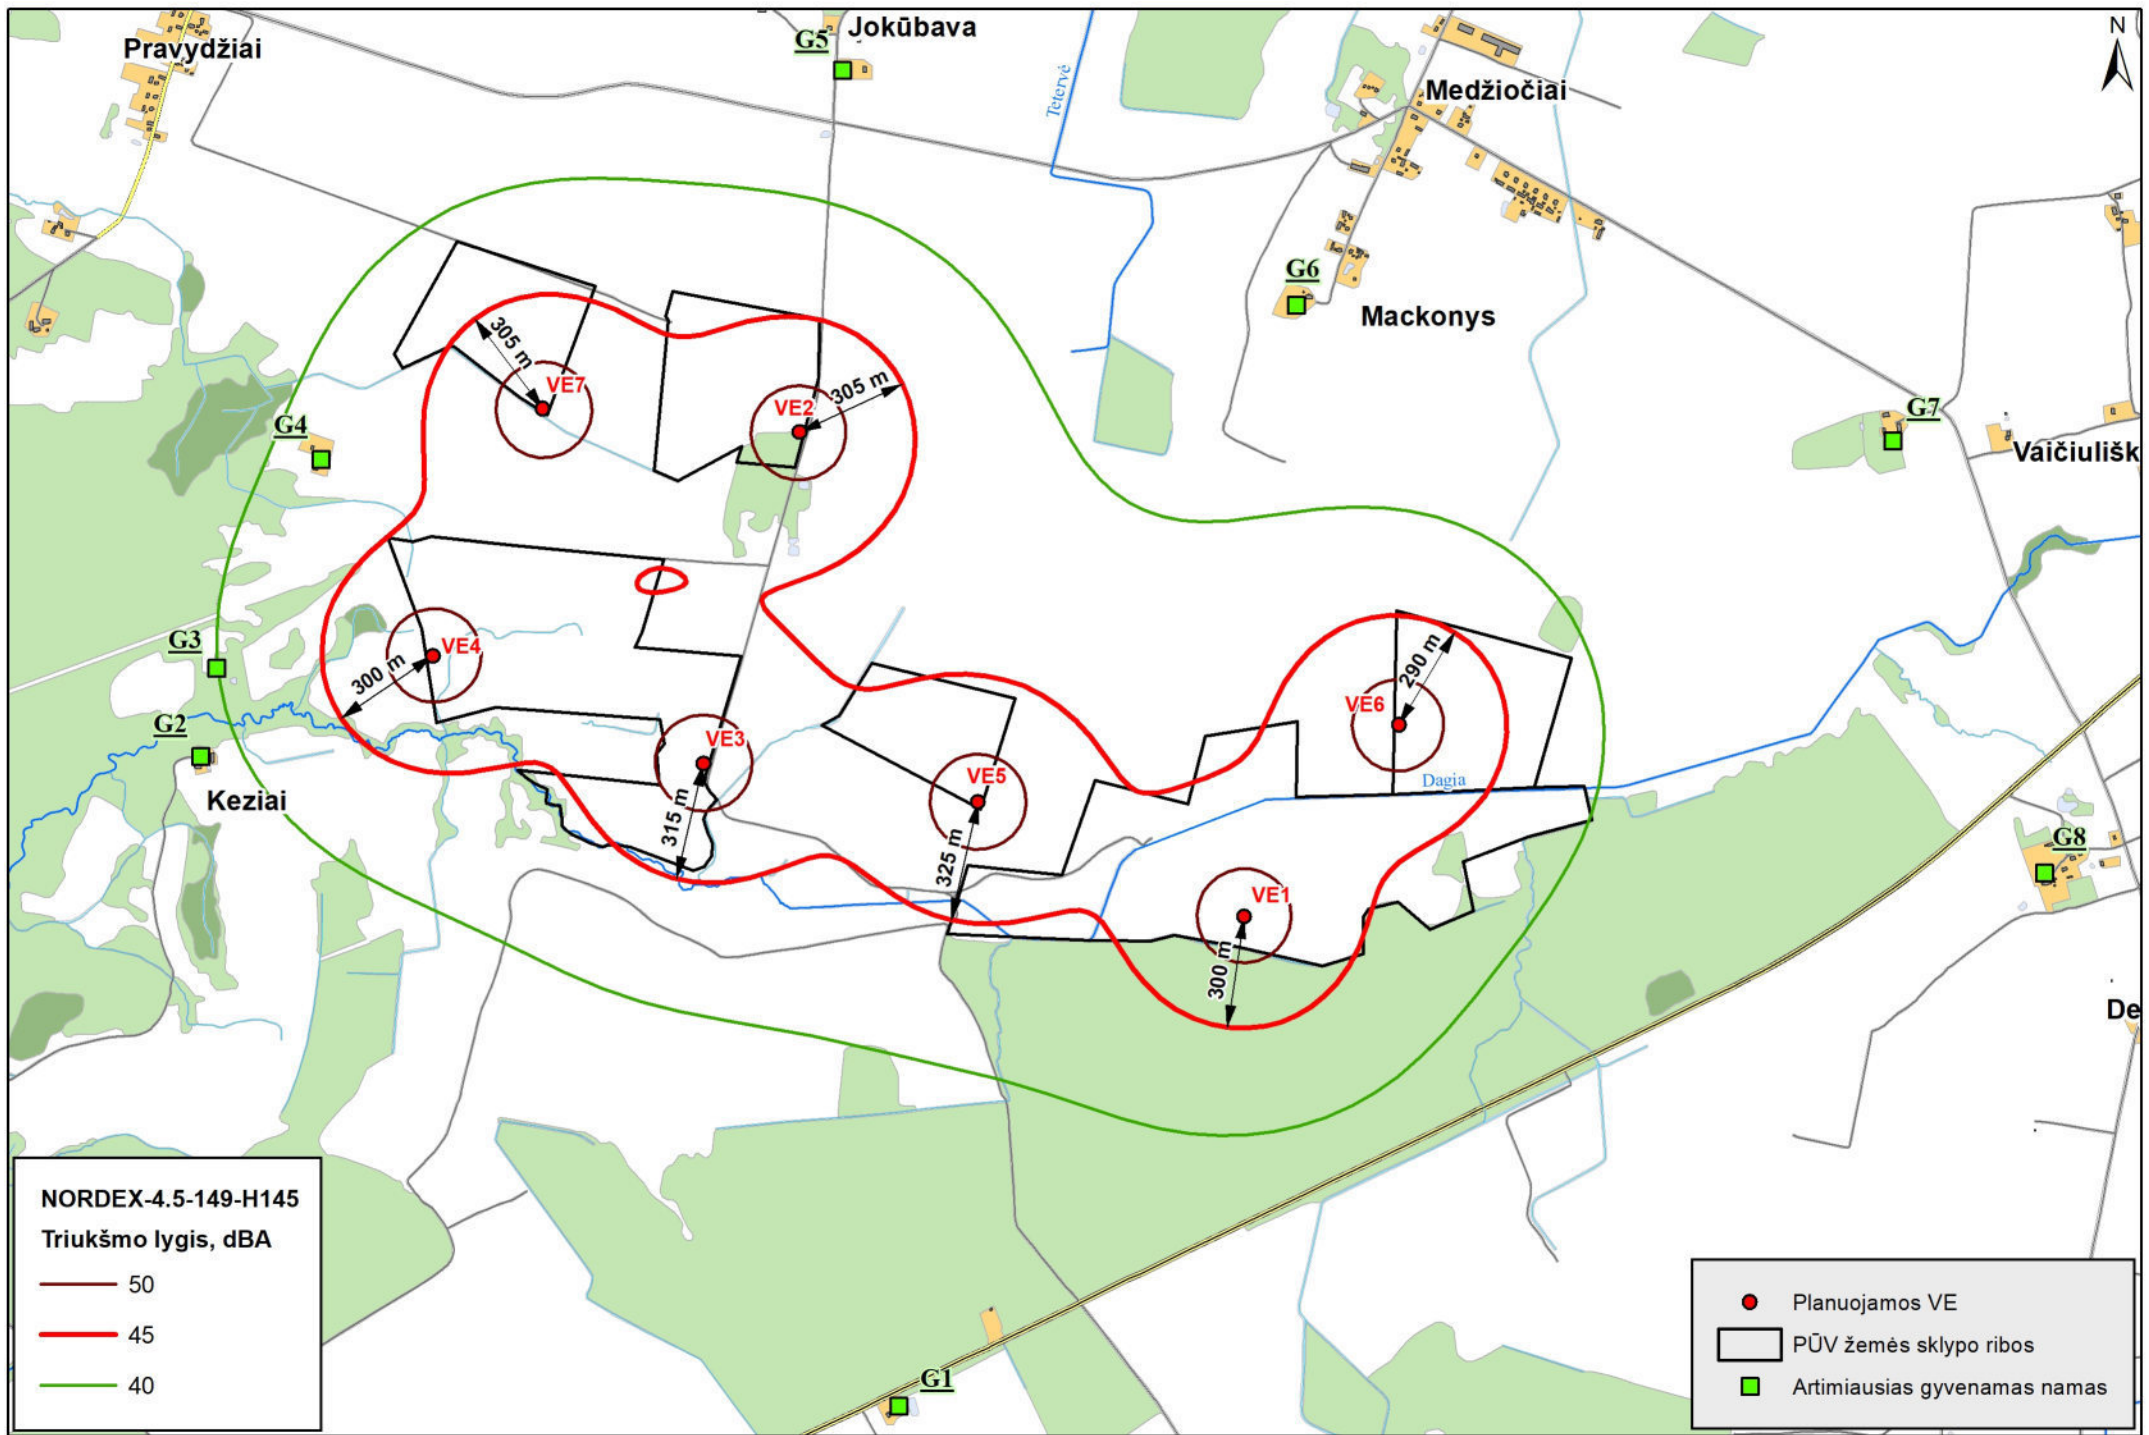 Pravydžiai
G5
Jokūbava
N
Tetervė
Medžiočiai
G6
Mackonys
305 m
VE7
305 m
VE2
G4
G7
Vaičiulišk
G3
VE4
300 m
290 m
VE6
G2
VE3
VE5
Dagia
Keziai
315 m
325 m
G8
VE1
300 m
De
NORDEX-4.5-149-H145
Triukšmo lygis, dBA
50
45
40
Planuojamos VE
PŪV žemės sklypo ribos
Artimiausias gyvenamas namas
G1